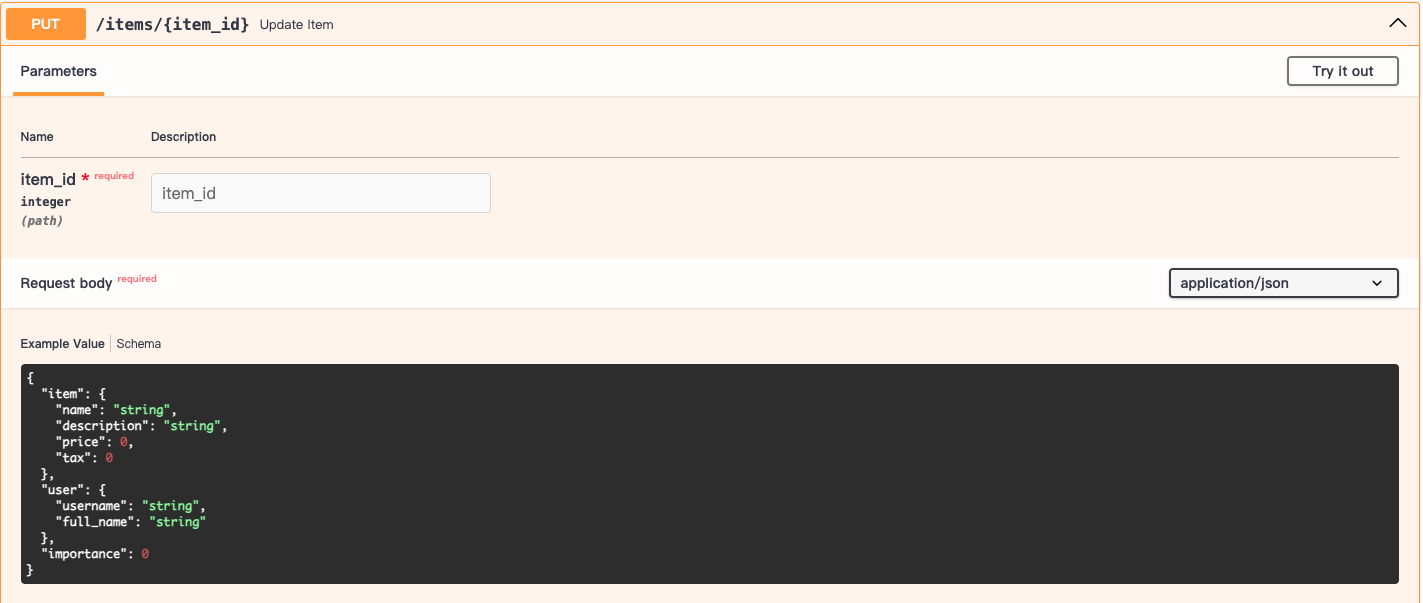 PUT /items/{item_id} Update Item
Parameters Try it out
Name Description
item_id * required
integer
(path)
item_id
Request body required application/json
Example Value Schema
{
  "item": {
    "name": "string",
    "description": "string",
    "price": 0,
    "tax": 0
  },
  "user": {
    "username": "string",
    "full_name": "string"
  },
  "importance": 0
}